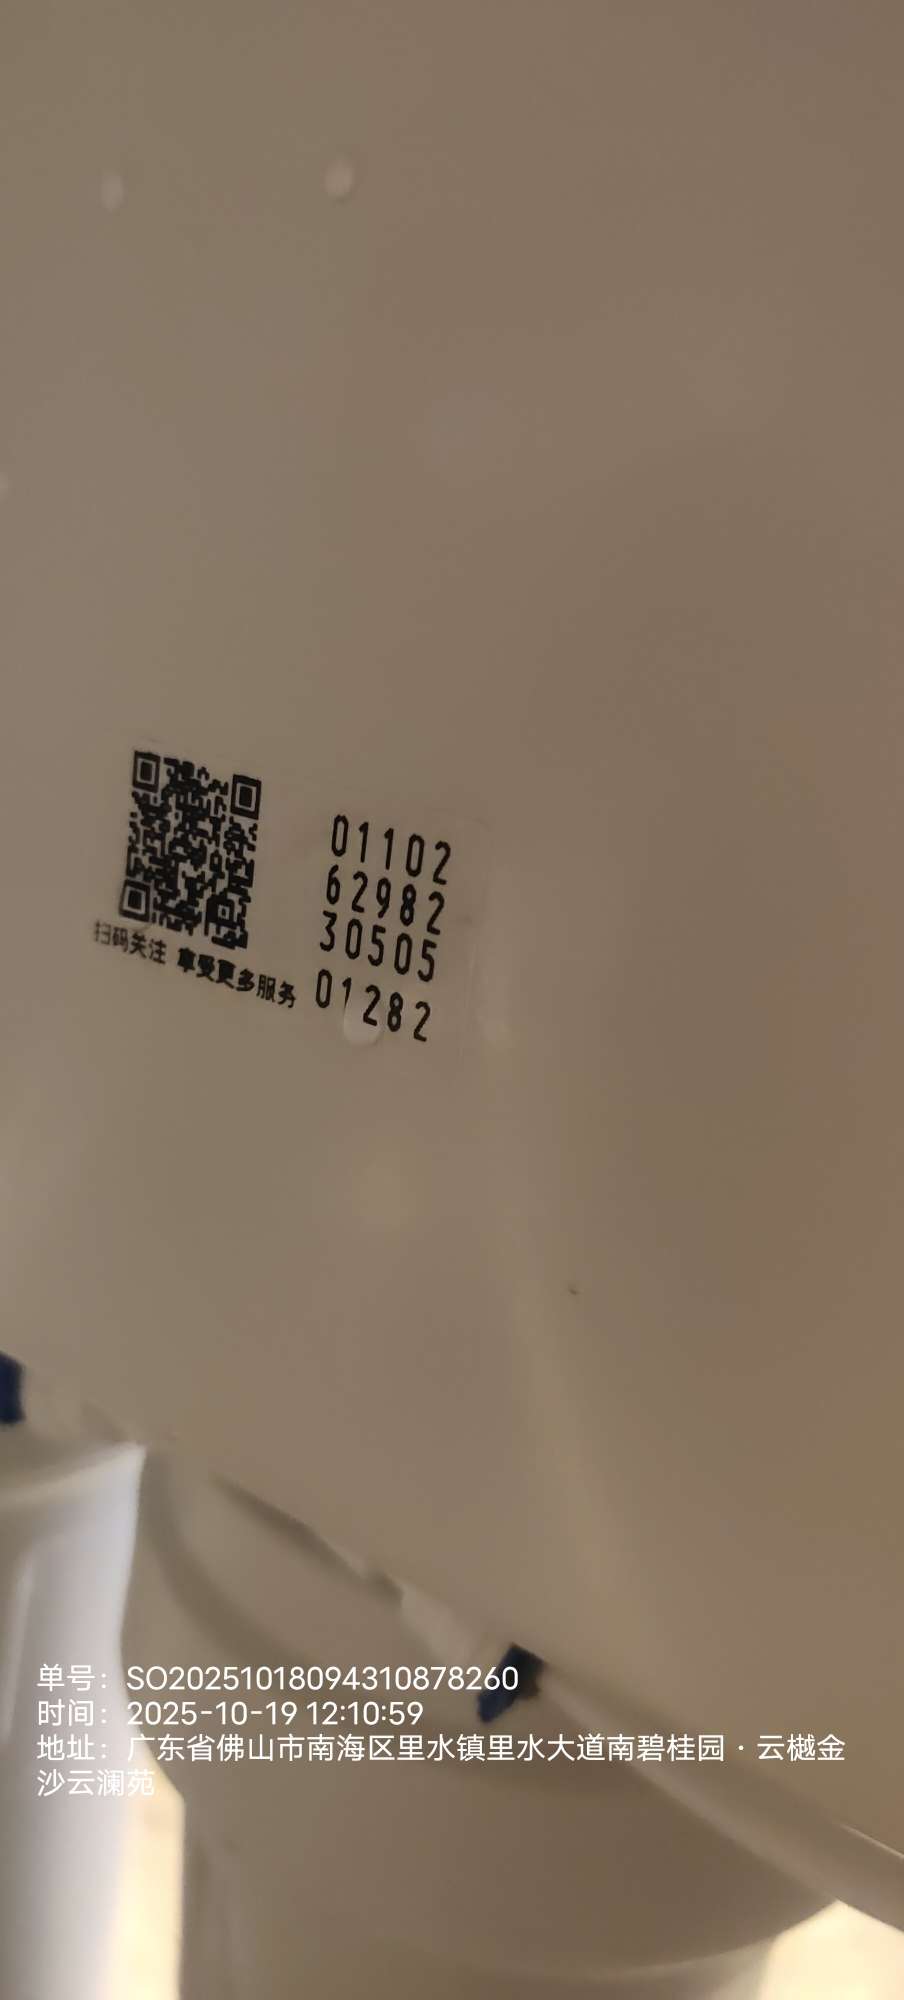 01102
62982
30505
01282
扫码关注 享受更多服务
单号：SO20251018094310878260
时间：2025-10-19 12:10:59
地址：广东省佛山市南海区里水镇里水大道南碧桂园·云樾金
沙云澜苑